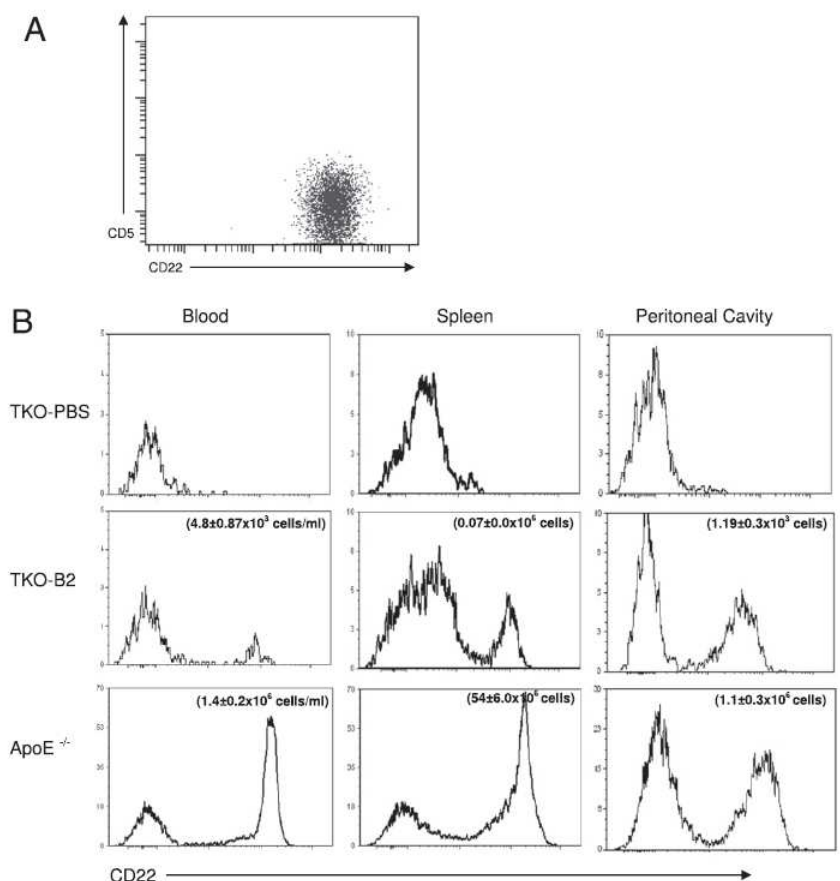 A
CD5
CD22
B
Blood Spleen Peritoneal Cavity
TKO-PBS
TKO-B2
(4.8±0.87x10³ cells/ml) (0.07±0.0x10⁶ cells) (1.19±0.3x10³ cells)
ApoE -/-
(1.4±0.2x10⁶ cells/ml) (54±6.0x10⁶ cells) (1.1±0.3x10⁶ cells)
CD22